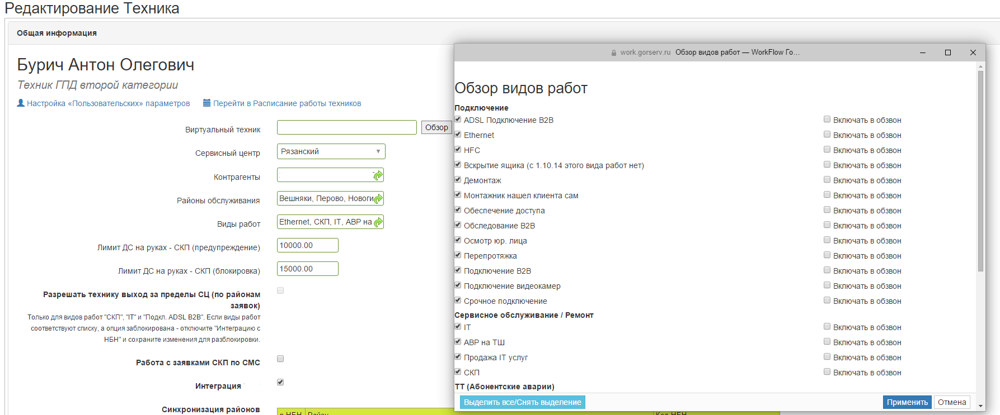 Редактирование Техника
Общая информация
Бурич Антон Олегович
Техник ГПД второй категории
Настройка «Пользовательских» параметров
Перейти в Расписание работы техников
Виртуальный техник
Обзор
Сервисный центр
Рязанский
Контрагенты
Районы обслуживания
Вешняки, Перово, Новоги
Виды работ
Ethernet, СКП, IT, АВР на
Лимит ДС на руках - СКП (предупреждение)
10000.00
Лимит ДС на руках - СКП (блокировка)
15000.00
Разрешать технику выход за пределы СЦ (по районам
заявок)
Только для видов работ "СКП", "IT" и "Подкл. ADSL B2B". Если виды работ
соответствуют списку, а опция заблокирована - отключите "Интеграцию с
НБН" и сохраните изменения для разблокировки.
Работа с заявками СКП по СМС
Интеграция
Синхронизация районов
в НБН
Район
Код НБН
work.gorserv.ru Обзор видов работ — WorkFlow Го...
Обзор видов работ
Подключение
ADSL Подключение B2B Включать в обзвон
Ethernet Включать в обзвон
HFC Включать в обзвон
Вскрытие ящика (с 1.10.14 этого вида работ нет) Включать в обзвон
Демонтаж Включать в обзвон
Монтажник нашел клиента сам Включать в обзвон
Обеспечение доступа Включать в обзвон
Обследование B2B Включать в обзвон
Осмотр юр. лица Включать в обзвон
Перепротяжка Включать в обзвон
Подключение B2B Включать в обзвон
Подключение видеокамер Включать в обзвон
Срочное подключение Включать в обзвон
Сервисное обслуживание / Ремонт
IT Включать в обзвон
АВР на ТШ Включать в обзвон
Продажа IT услуг Включать в обзвон
СКП Включать в обзвон
ТТ (Абонентские аварии)
Выделить все/Снять выделение
Применить
Отмена